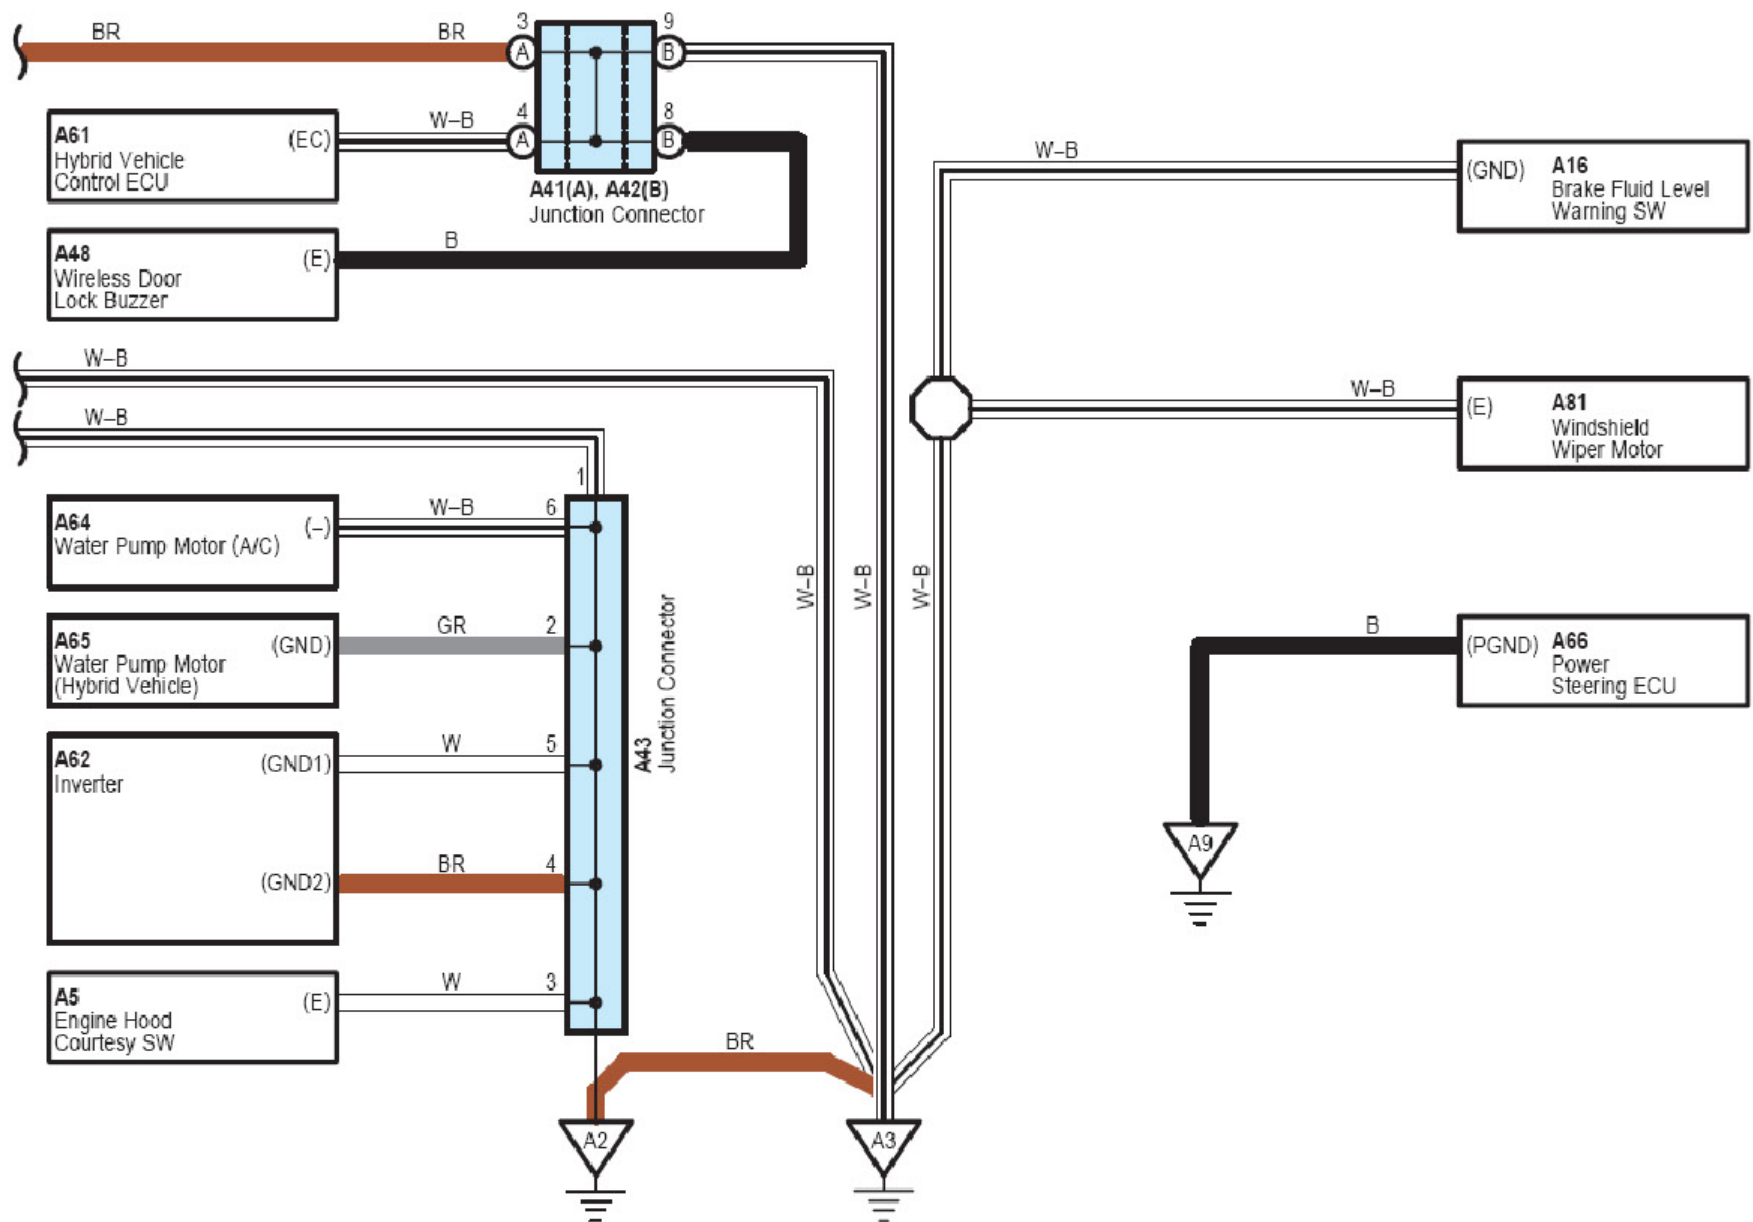 BR
BR
3
9
A
B
A61
Hybrid Vehicle
Control ECU
(EC)
W–B
4
8
A
B
A41(A), A42(B)
Junction Connector
A48
Wireless Door
Lock Buzzer
(E)
B
W–B
A16
Brake Fluid Level
Warning SW
(GND)
W–B
W–B
W–B
A81
Windshield
Wiper Motor
(E)
1
A64
Water Pump Motor (A/C)
(–)
W–B
6
A65
Water Pump Motor
(Hybrid Vehicle)
(GND)
GR
2
A43
Junction Connector
W–B
W–B
W–B
B
(PGND)
A66
Power
Steering ECU
A62
Inverter
(GND1)
W
5
(GND2)
BR
4
A9
A5
Engine Hood
Courtesy SW
(E)
W
3
BR
A2
A3